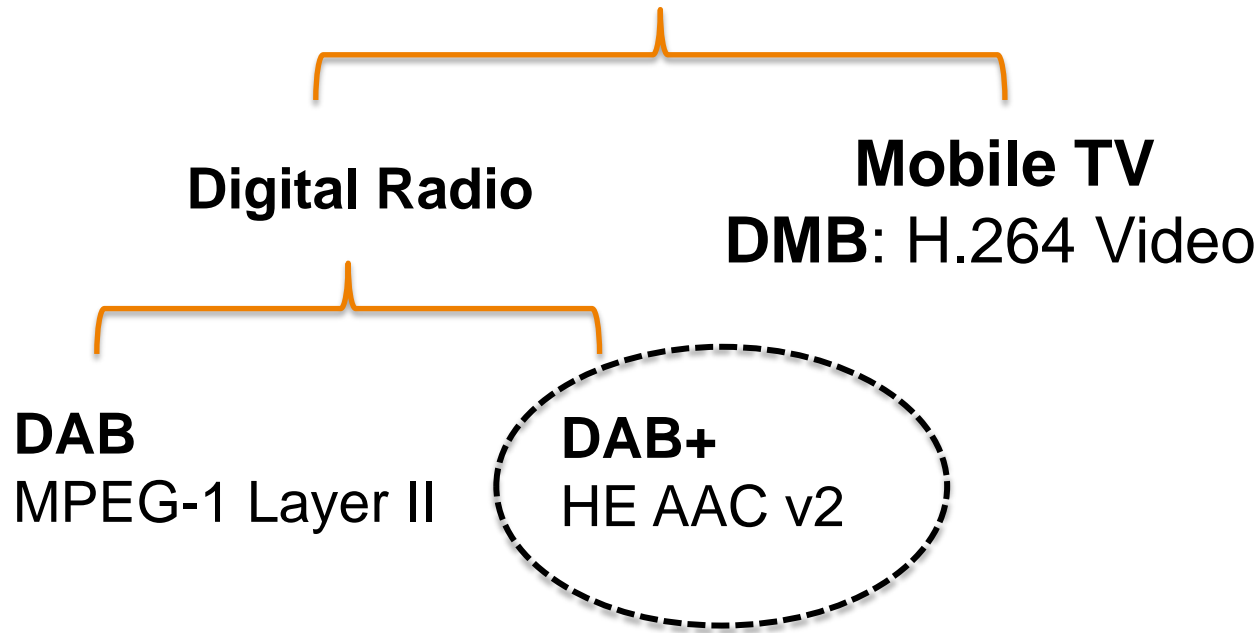 Digital Radio
Mobile TV
DMB: H.264 Video
DAB
MPEG-1 Layer II
DAB+
HE AAC v2